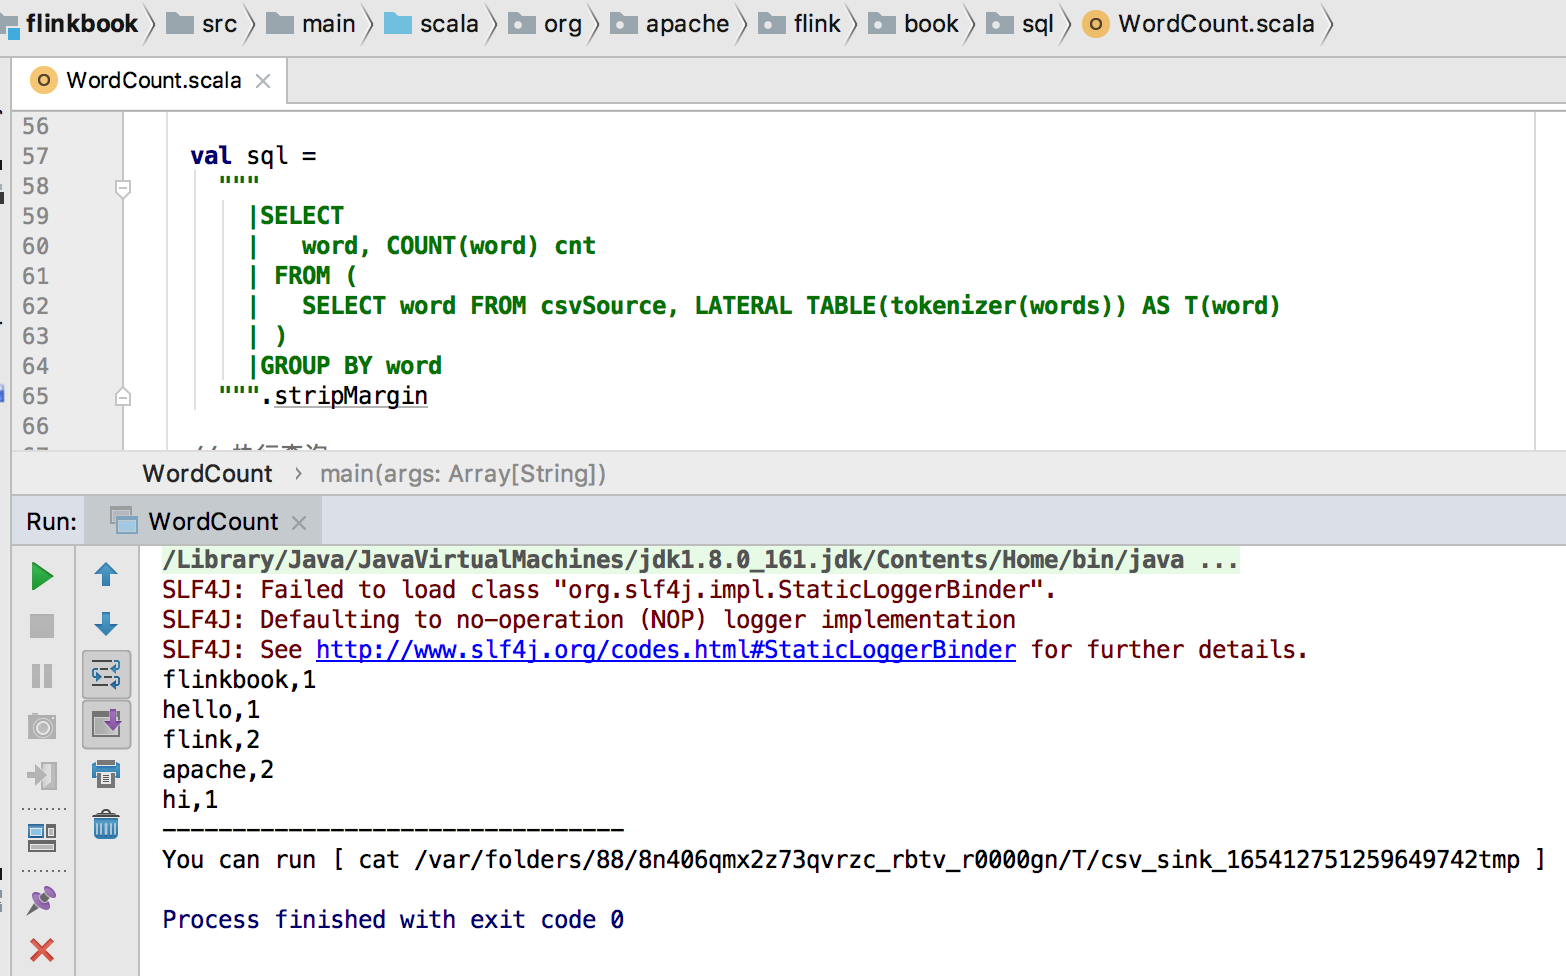 flinkbook src main scala org apache flink book sql WordCount.scala
WordCount.scala
56
57 val sql =
58 """
59 |SELECT
60 |   word, COUNT(word) cnt
61 | FROM (
62 |   SELECT word FROM csvSource, LATERAL TABLE(tokenizer(words)) AS T(word)
63 | )
64 |GROUP BY word
65 """.stripMargin
66
WordCount › main(args: Array[String])
Run: WordCount
/Library/Java/JavaVirtualMachines/jdk1.8.0_161.jdk/Contents/Home/bin/java ...
SLF4J: Failed to load class "org.slf4j.impl.StaticLoggerBinder".
SLF4J: Defaulting to no-operation (NOP) logger implementation
SLF4J: See http://www.slf4j.org/codes.html#StaticLoggerBinder for further details.
flinkbook,1
hello,1
flink,2
apache,2
hi,1
---------------------------------
You can run [ cat /var/folders/88/8n406qmx2z73qvrzc_rbtv_r0000gn/T/csv_sink_165412751259649742tmp ]
Process finished with exit code 0